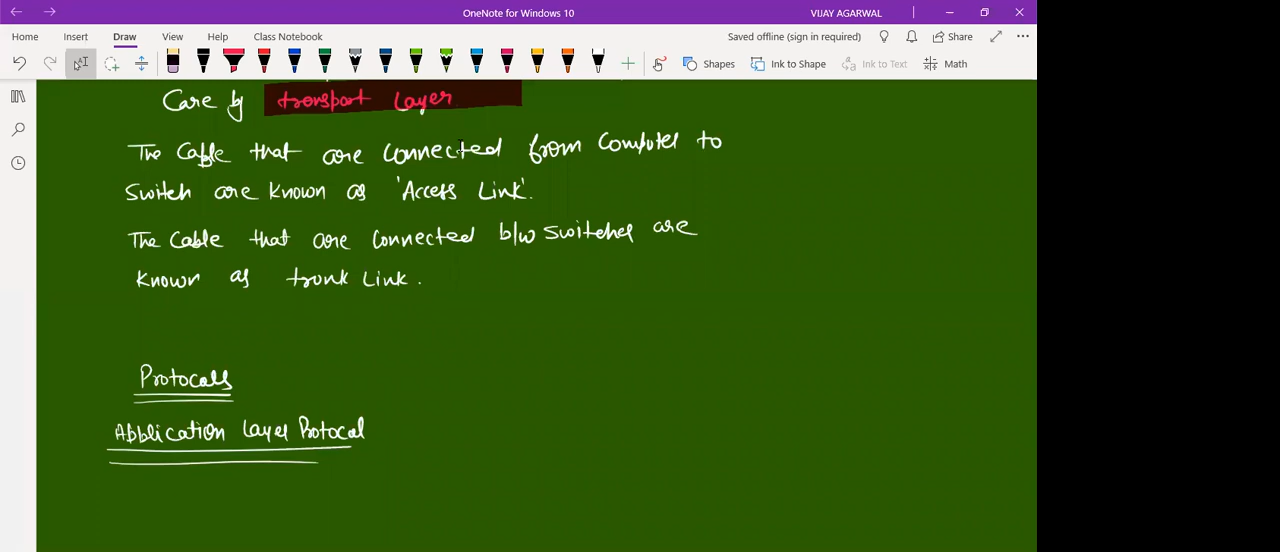 OneNote for Windows 10
VIJAY AGARWAL
Home Insert Draw View Help Class Notebook
Saved offline (sign in required)
Share
Shapes
Ink to Shape
Ink to Text
Math
Care by transport Layer
The Cable that are connected from Computer to
Switch are known as 'Access Link'.
The Cable that are connected b/w switches are
known as trunk Link.
Protocals
Application Layer Protocal